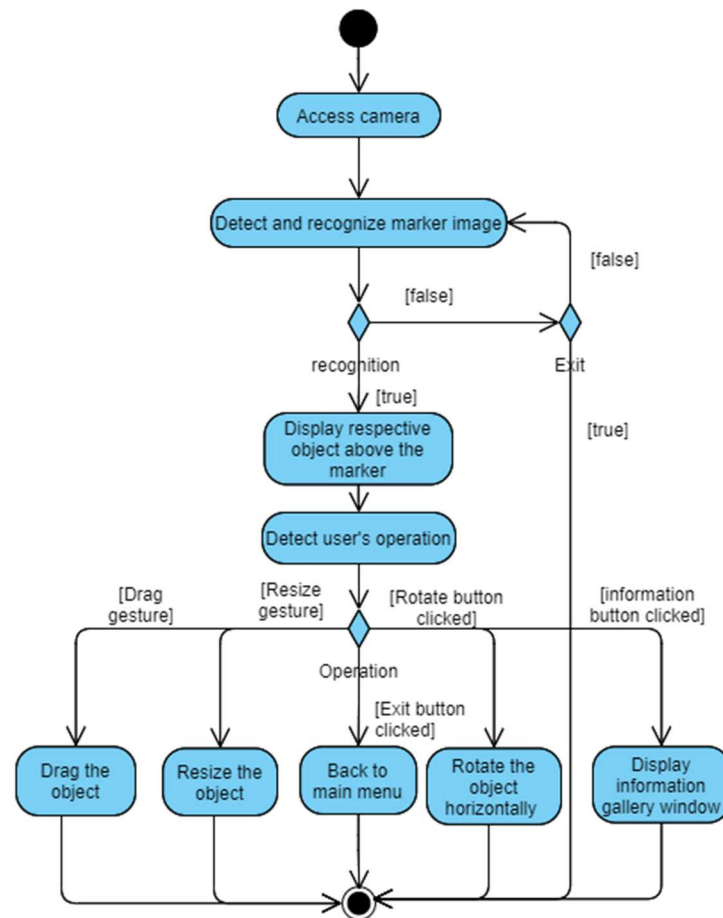 Access camera
Detect and recognize marker image
[false]
[false]
recognition
Exit
[true]
[true]
Display respective
object above the
marker
Detect user's operation
[Drag
gesture]
[Resize
gesture]
[Rotate button
clicked]
[information
button clicked]
Operation
[Exit button
clicked]
Drag the
object
Resize the
object
Back to
main menu
Rotate the
object
horizontally
Display
information
gallery window